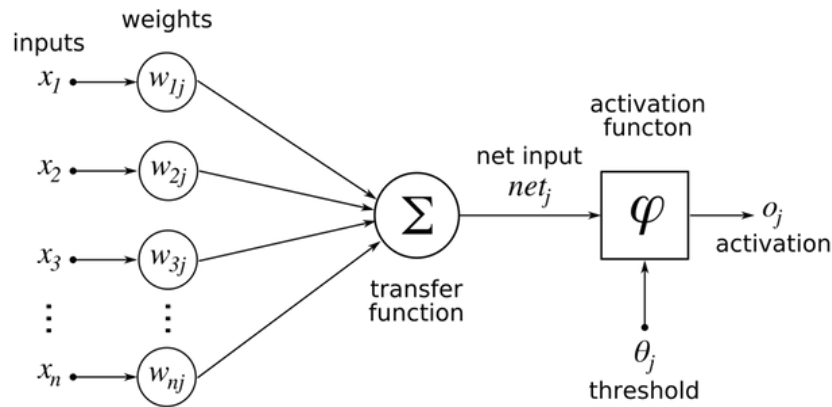 weights
inputs
x1
w1j
x2
w2j
x3
w3j
⋮
⋮
xn
wnj
Σ
transfer
function
net input
netj
activation
functon
φ
oj
activation
θj
threshold